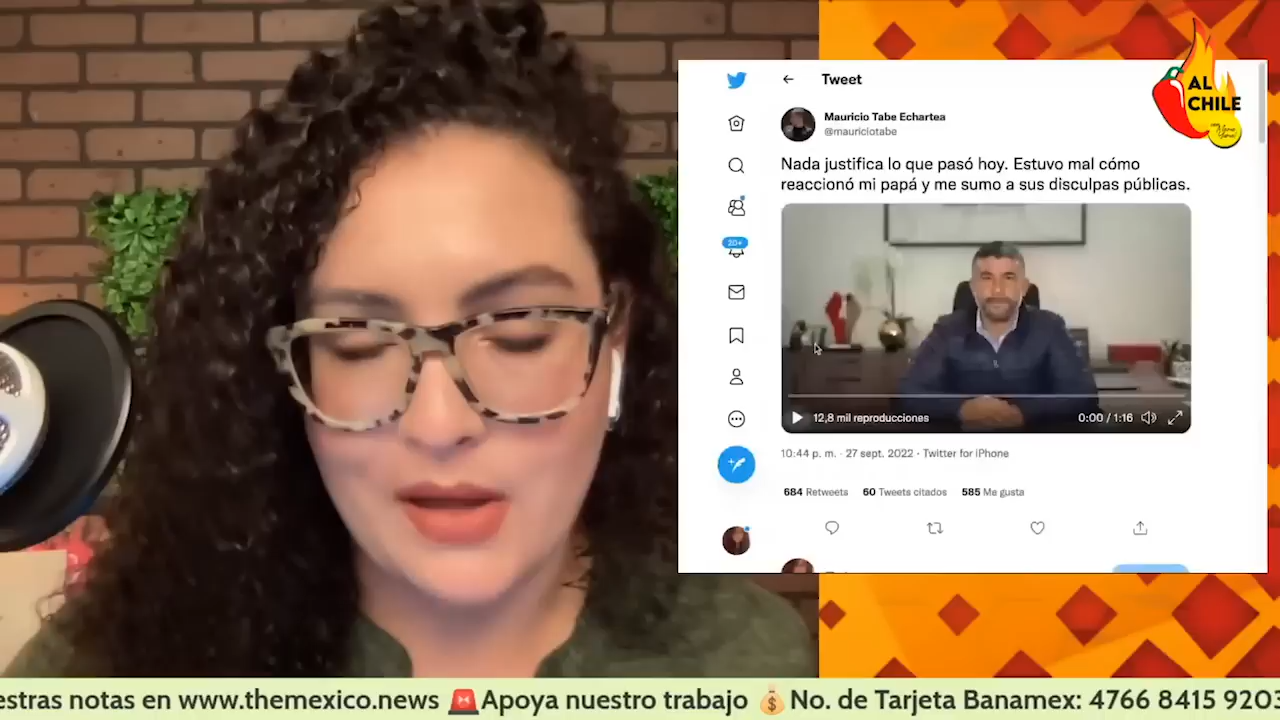 Tweet
AL
CHILE
Mauricio Tabe Echartea
@mauriciotabe
Nada justifica lo que pasó hoy. Estuvo mal cómo
reaccionó mi papá y me sumo a sus disculpas públicas.
20+
12,8 mil reproducciones
0:00 / 1:16
10:44 p. m. · 27 sept. 2022 · Twitter for iPhone
684 Retweets 60 Tweets citados 585 Me gusta
estras notas en www.themexico.news 🚨Apoya nuestro trabajo 💰No. de Tarjeta Banamex: 4766 8415 9203